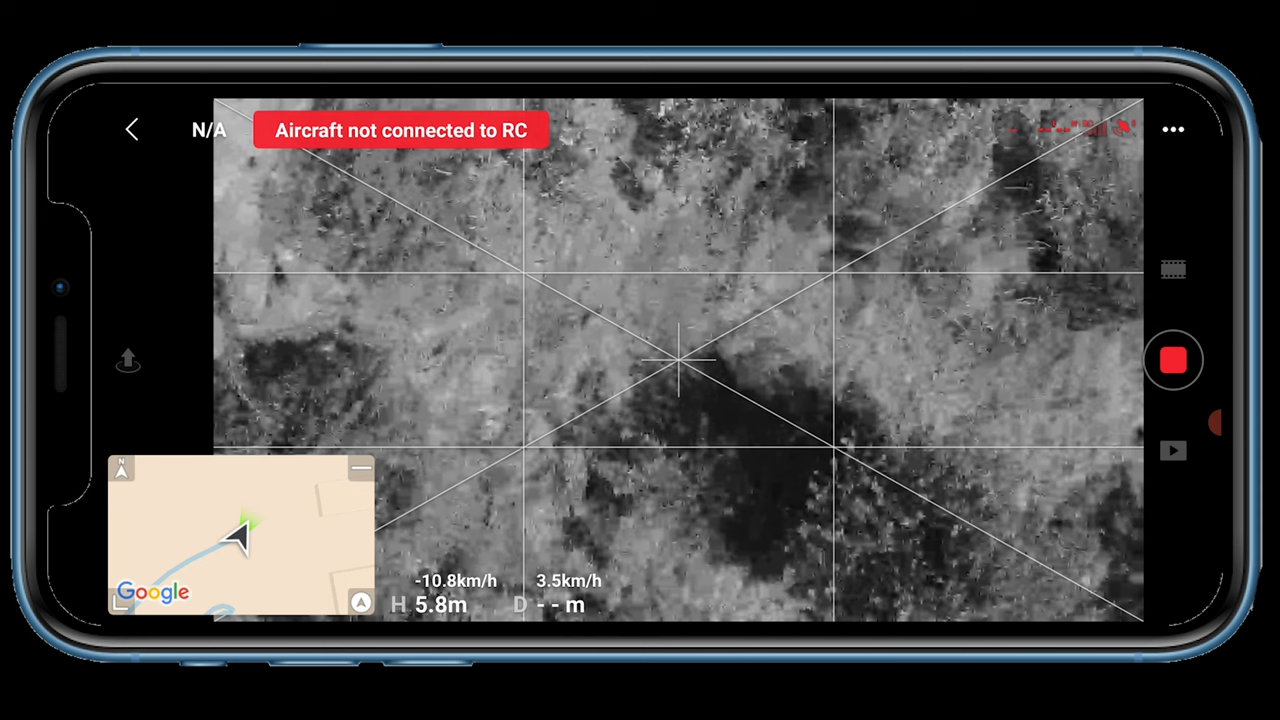 N/A
Aircraft not connected to RC
N
Google
-10.8km/h 3.5km/h
H 5.8m D - - m